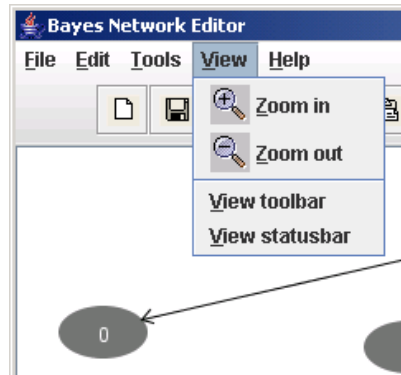 Bayes Network Editor
File Edit Tools View Help
Zoom in
Zoom out
View toolbar
View statusbar
0